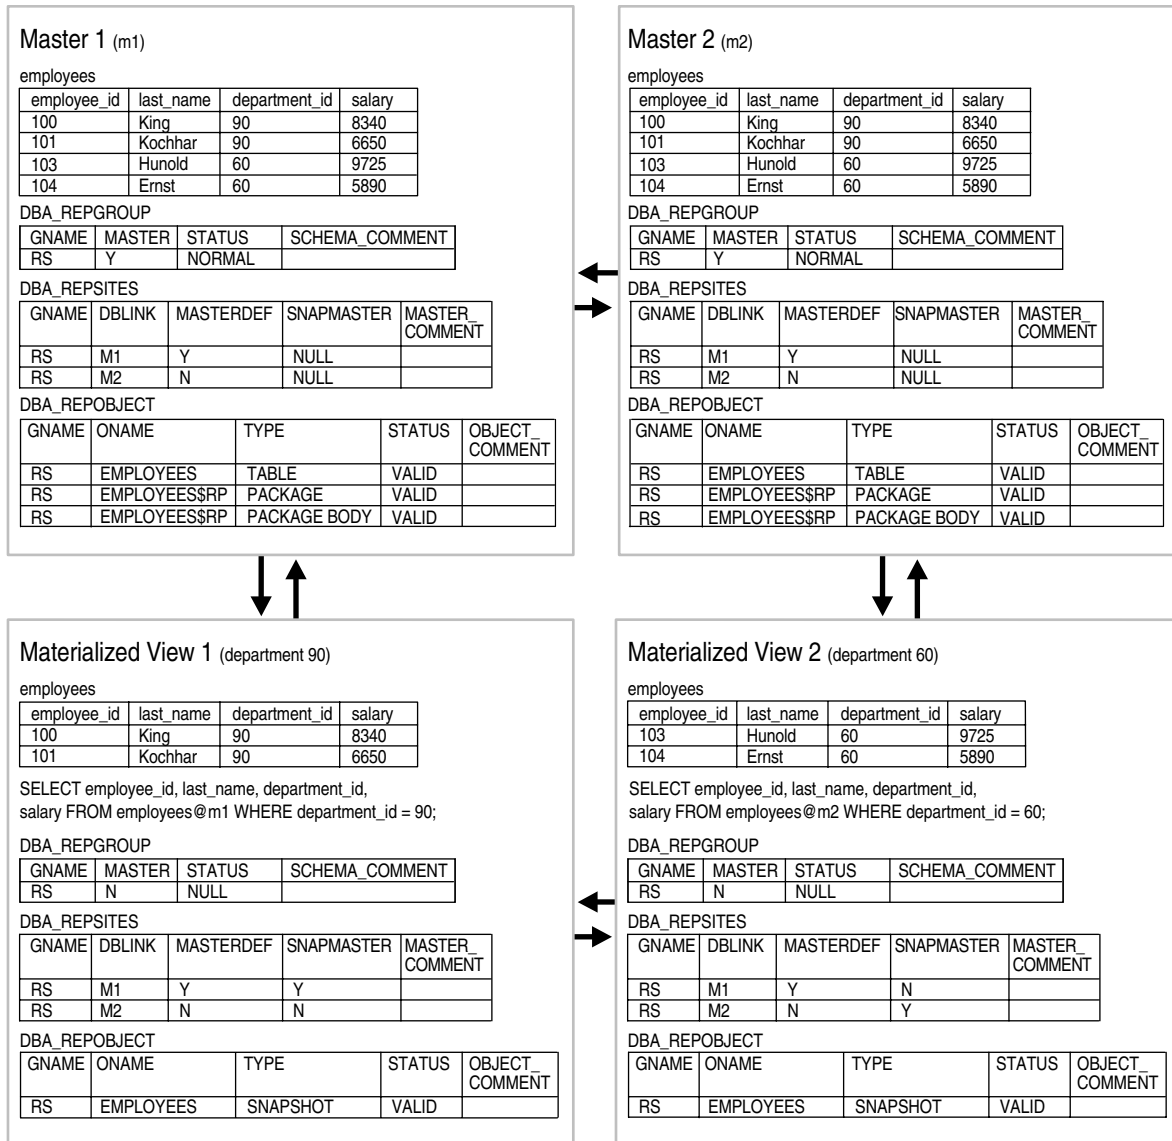 Master 1 (m1)
employees
employee_id last_name department_id salary
100 King 90 8340
101 Kochhar 90 6650
103 Hunold 60 9725
104 Ernst 60 5890
DBA_REPGROUP
GNAME MASTER STATUS SCHEMA_COMMENT
RS Y NORMAL
DBA_REPSITES
GNAME DBLINK MASTERDEF SNAPMASTER MASTER_
COMMENT
RS M1 Y NULL
RS M2 N NULL
DBA_REPOBJECT
GNAME ONAME TYPE STATUS OBJECT_
COMMENT
RS EMPLOYEES TABLE VALID
RS EMPLOYEES$RP PACKAGE VALID
RS EMPLOYEES$RP PACKAGE BODY VALID
Master 2 (m2)
employees
employee_id last_name department_id salary
100 King 90 8340
101 Kochhar 90 6650
103 Hunold 60 9725
104 Ernst 60 5890
DBA_REPGROUP
GNAME MASTER STATUS SCHEMA_COMMENT
RS Y NORMAL
DBA_REPSITES
GNAME DBLINK MASTERDEF SNAPMASTER MASTER_
COMMENT
RS M1 Y NULL
RS M2 N NULL
DBA_REPOBJECT
GNAME ONAME TYPE STATUS OBJECT_
COMMENT
RS EMPLOYEES TABLE VALID
RS EMPLOYEES$RP PACKAGE VALID
RS EMPLOYEES$RP PACKAGE BODY VALID
Materialized View 1 (department 90)
employees
employee_id last_name department_id salary
100 King 90 8340
101 Kochhar 90 6650
SELECT employee_id, last_name, department_id,
salary FROM employees@m1 WHERE department_id = 90;
DBA_REPGROUP
GNAME MASTER STATUS SCHEMA_COMMENT
RS N NULL
DBA_REPSITES
GNAME DBLINK MASTERDEF SNAPMASTER MASTER_
COMMENT
RS M1 Y Y
RS M2 N N
DBA_REPOBJECT
GNAME ONAME TYPE STATUS OBJECT_
COMMENT
RS EMPLOYEES SNAPSHOT VALID
Materialized View 2 (department 60)
employees
employee_id last_name department_id salary
103 Hunold 60 9725
104 Ernst 60 5890
SELECT employee_id, last_name, department_id,
salary FROM employees@m2 WHERE department_id = 60;
DBA_REPGROUP
GNAME MASTER STATUS SCHEMA_COMMENT
RS N NULL
DBA_REPSITES
GNAME DBLINK MASTERDEF SNAPMASTER MASTER_
COMMENT
RS M1 Y N
RS M2 N Y
DBA_REPOBJECT
GNAME ONAME TYPE STATUS OBJECT_
COMMENT
RS EMPLOYEES SNAPSHOT VALID